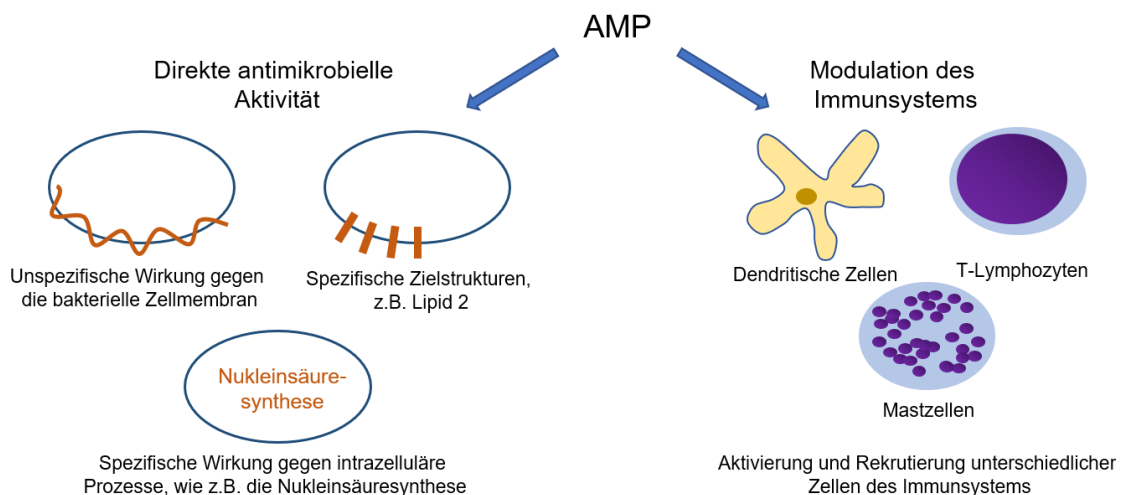 AMP
Direkte antimikrobielle
Aktivität
Unspezifische Wirkung gegen
die bakterielle Zellmembran
Spezifische Zielstrukturen,
z.B. Lipid 2
Nukleinsäure-
synthese
Spezifische Wirkung gegen intrazelluläre
Prozesse, wie z.B. die Nukleinsäuresynthese
Modulation des
Immunsystems
Dendritische Zellen
T-Lymphozyten
Mastzellen
Aktivierung und Rekrutierung unterschiedlicher
Zellen des Immunsystems